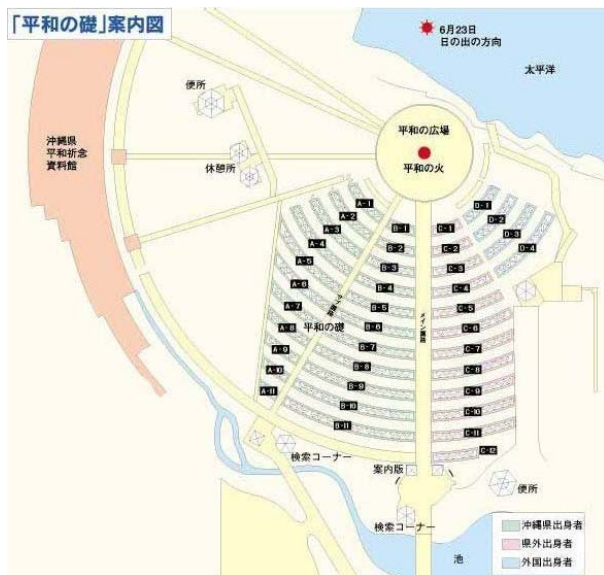 「平和の礎」案内図
6月23日
日の出の方向
太平洋
便所
平和の広場
沖縄県
平和祈念
資料館
休憩所
平和の火
A-1
A-2
A-3
A-4
A-5
A-6
A-7
A-8
A-9
A-10
A-11
B-1
B-2
B-3
B-4
B-5
B-6
B-7
B-8
B-9
B-10
B-11
C-1
C-2
C-3
C-4
C-5
C-6
C-7
C-8
C-9
C-10
C-11
C-12
D-1
D-2
D-3
D-4
平和の礎
メイン園路
検索コーナー
案内版
便所
検索コーナー
池
沖縄県出身者
県外出身者
外国出身者